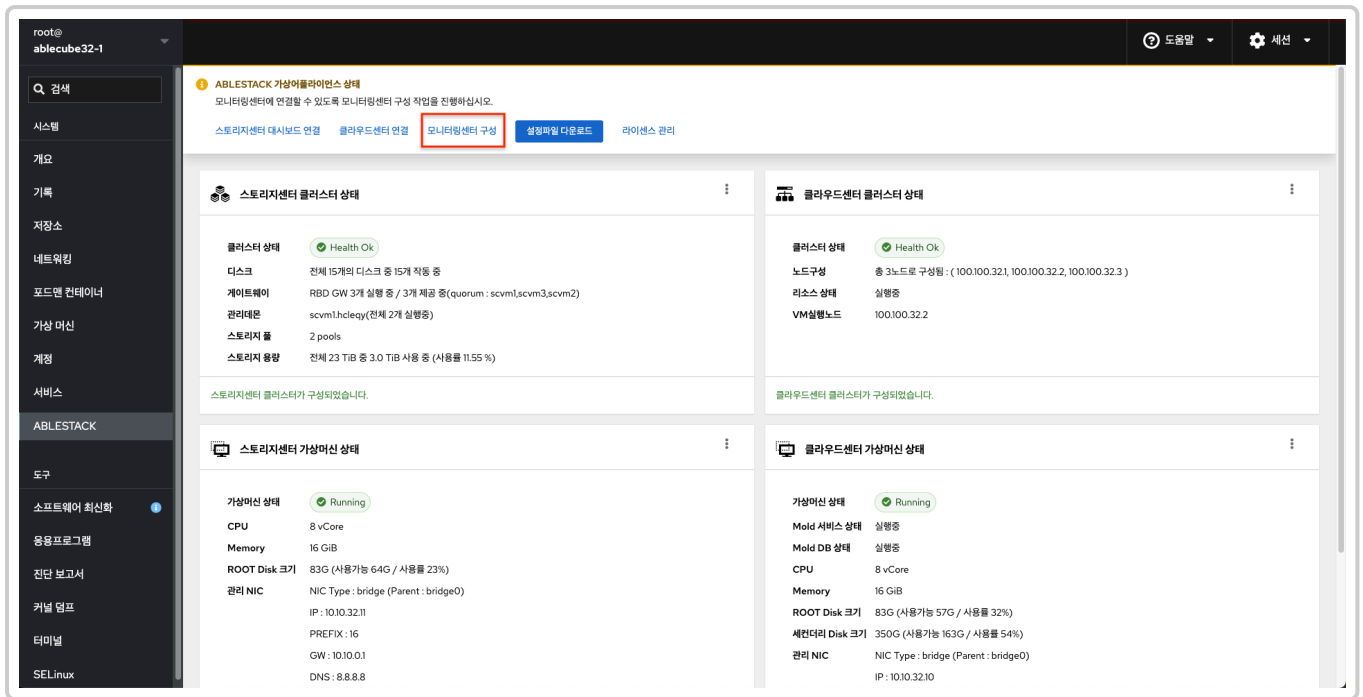 root@
ablecube32-1
도움말
세션
검색
시스템
개요
기록
저장소
네트워킹
포드맨 컨테이너
가상 머신
계정
서비스
ABLESTACK
도구
소프트웨어 최신화
응용프로그램
진단 보고서
커널 덤프
터미널
SELinux
ABLESTACK 가상어플라이언스 상태
모니터링센터에 연결할 수 있도록 모니터링센터 구성 작업을 진행하십시오.
스토리지센터 대시보드 연결 클라우드센터 연결 모니터링센터 구성 설정파일 다운로드 라이센스 관리
스토리지센터 클러스터 상태
클러스터 상태 Health Ok
디스크 전체 15개의 디스크 중 15개 작동 중
게이트웨이 RBD GW 3개 실행 중 / 3개 제공 중(quorum : scvm1,scvm3,scvm2)
관리데몬 scvm1.hcleqy(전체 2개 실행중)
스토리지 풀 2 pools
스토리지 용량 전체 23 TiB 중 3.0 TiB 사용 중 (사용률 11.55 %)
스토리지센터 클러스터가 구성되었습니다.
클라우드센터 클러스터 상태
클러스터 상태 Health Ok
노드구성 총 3노드로 구성됨 : ( 100.100.32.1, 100.100.32.2, 100.100.32.3 )
리소스 상태 실행중
VM실행노드 100.100.32.2
클라우드센터 클러스터가 구성되었습니다.
스토리지센터 가상머신 상태
가상머신 상태 Running
CPU 8 vCore
Memory 16 GiB
ROOT Disk 크기 83G (사용가능 64G / 사용률 23%)
관리 NIC NIC Type : bridge (Parent : bridge0)
IP : 10.10.32.11
PREFIX : 16
GW : 10.10.0.1
DNS : 8.8.8.8
클라우드센터 가상머신 상태
가상머신 상태 Running
Mold 서비스 상태 실행중
Mold DB 상태 실행중
CPU 8 vCore
Memory 16 GiB
ROOT Disk 크기 83G (사용가능 57G / 사용률 32%)
세컨더리 Disk 크기 350G (사용가능 163G / 사용률 54%)
관리 NIC NIC Type : bridge (Parent : bridge0)
IP : 10.10.32.10